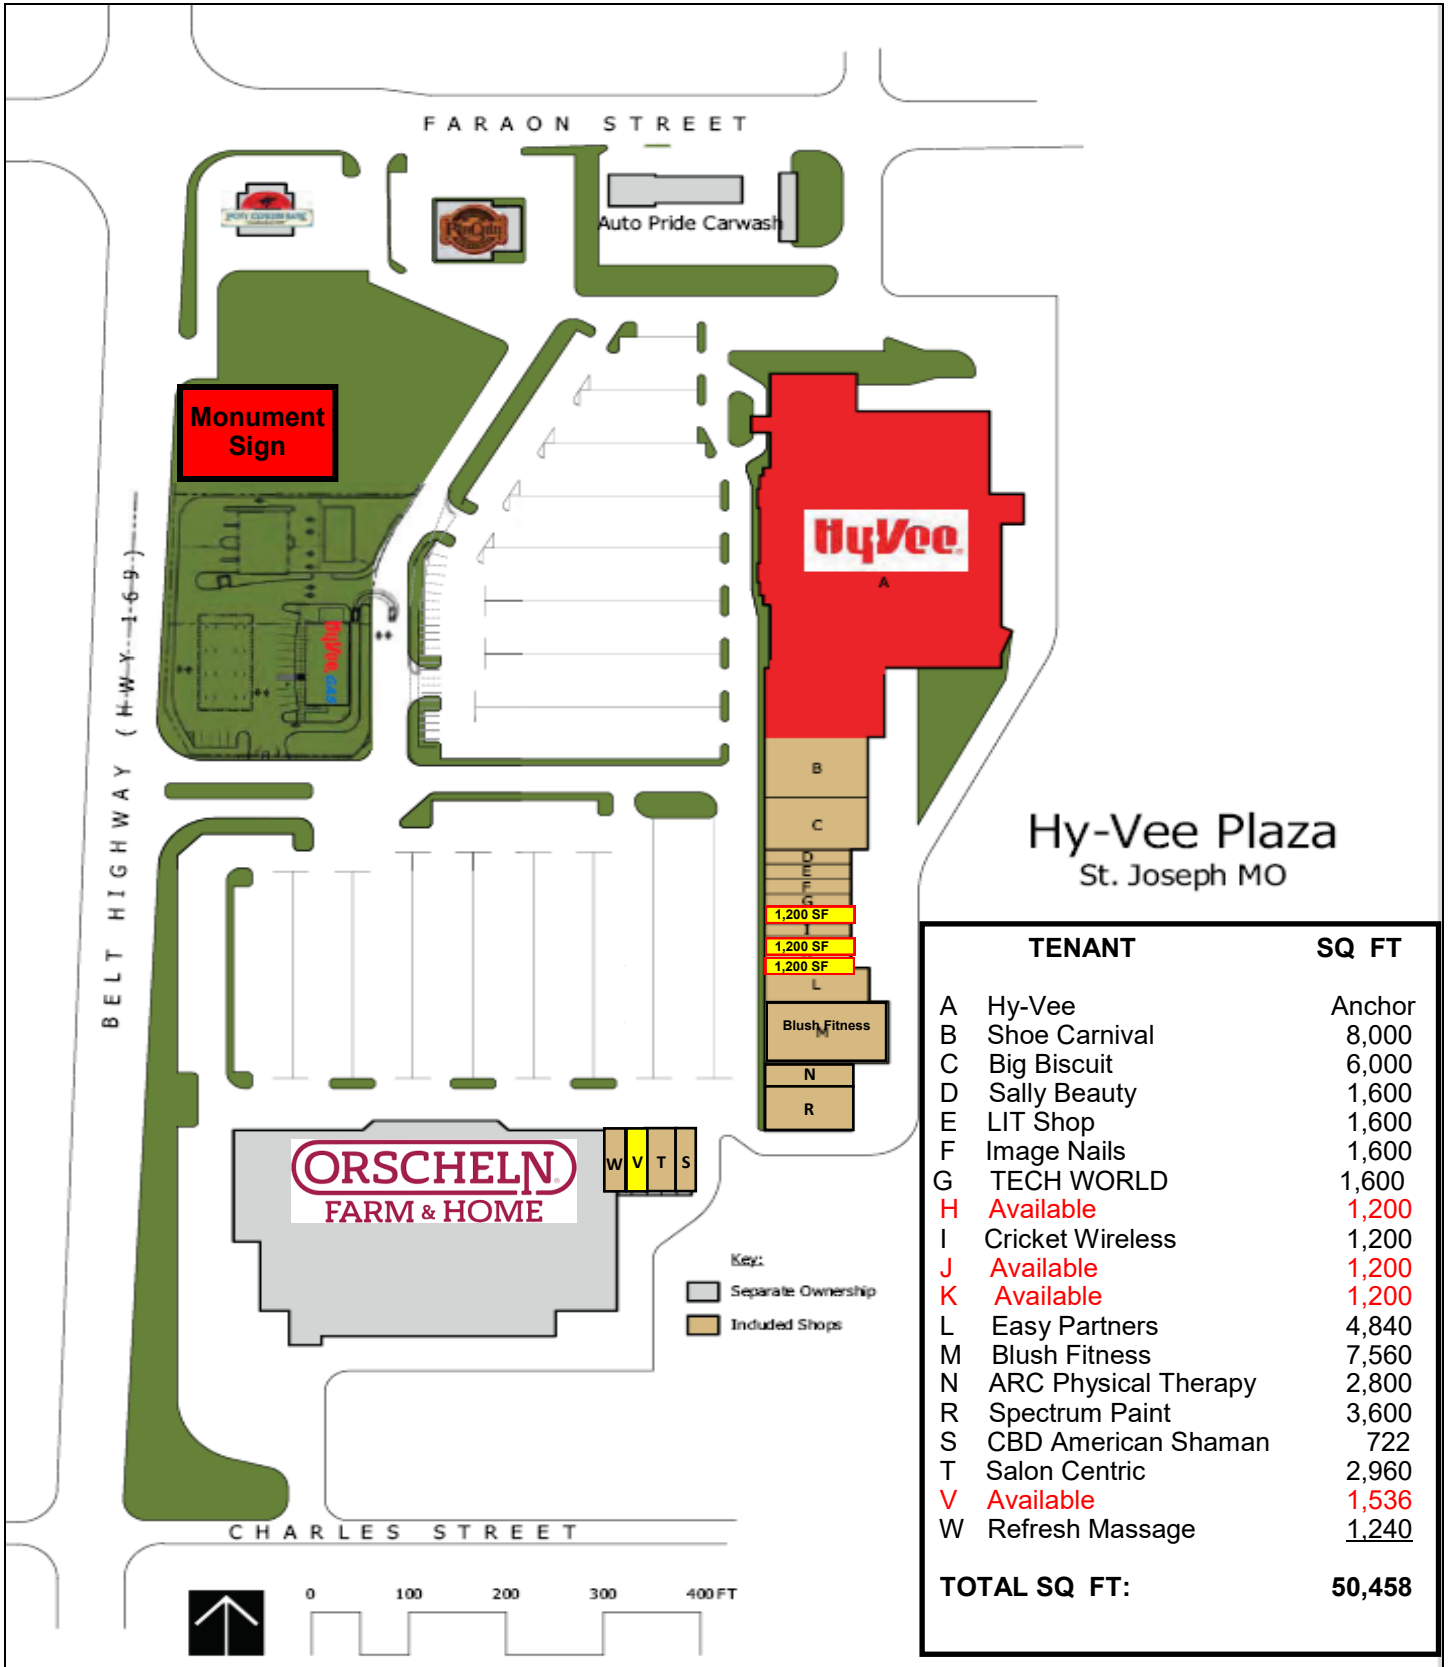 FARAON STREET
Auto Pride Carwash
Monument
Sign
HyVee
A
BELT HIGHWAY (HWY 169)
HyVee GAS
B
C
D
E
F
G
1,200 SF
I
1,200 SF
1,200 SF
L
Blush Fitness
M
N
R
Hy-Vee Plaza
St. Joseph MO
ORSCHELN
FARM & HOME
W V T S
Key:
Separate Ownership
Included Shops
TENANT SQ FT
A Hy-Vee Anchor
B Shoe Carnival 8,000
C Big Biscuit 6,000
D Sally Beauty 1,600
E LIT Shop 1,600
F Image Nails 1,600
G TECH WORLD 1,600
H Available 1,200
I Cricket Wireless 1,200
J Available 1,200
K Available 1,200
L Easy Partners 4,840
M Blush Fitness 7,560
N ARC Physical Therapy 2,800
R Spectrum Paint 3,600
S CBD American Shaman 722
T Salon Centric 2,960
V Available 1,536
W Refresh Massage 1,240
TOTAL SQ FT: 50,458
CHARLES STREET
0 100 200 300 400 FT